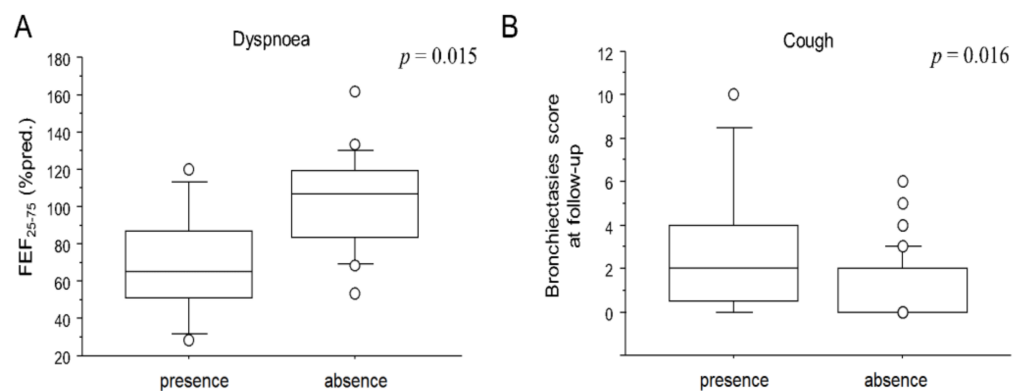 A
Dyspnoea
p = 0.015
FEF25-75 (%pred.)
180
160
140
120
100
80
60
40
20
presence
absence
B
Cough
p = 0.016
Bronchiectasies score
at follow-up
12
10
8
6
4
2
0
presence
absence